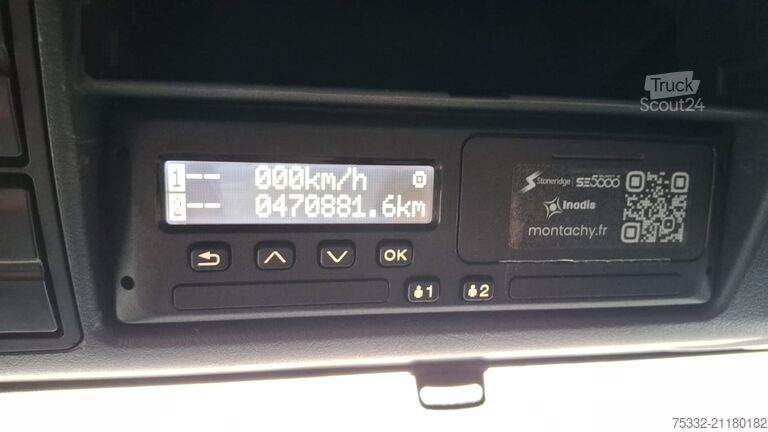 Truck
Scout24
1-- 000km/h
2-- 0470881.6km
Stoneridge | SE5000
Inodis
montachy.fr
OK
1
2
75332-21180182